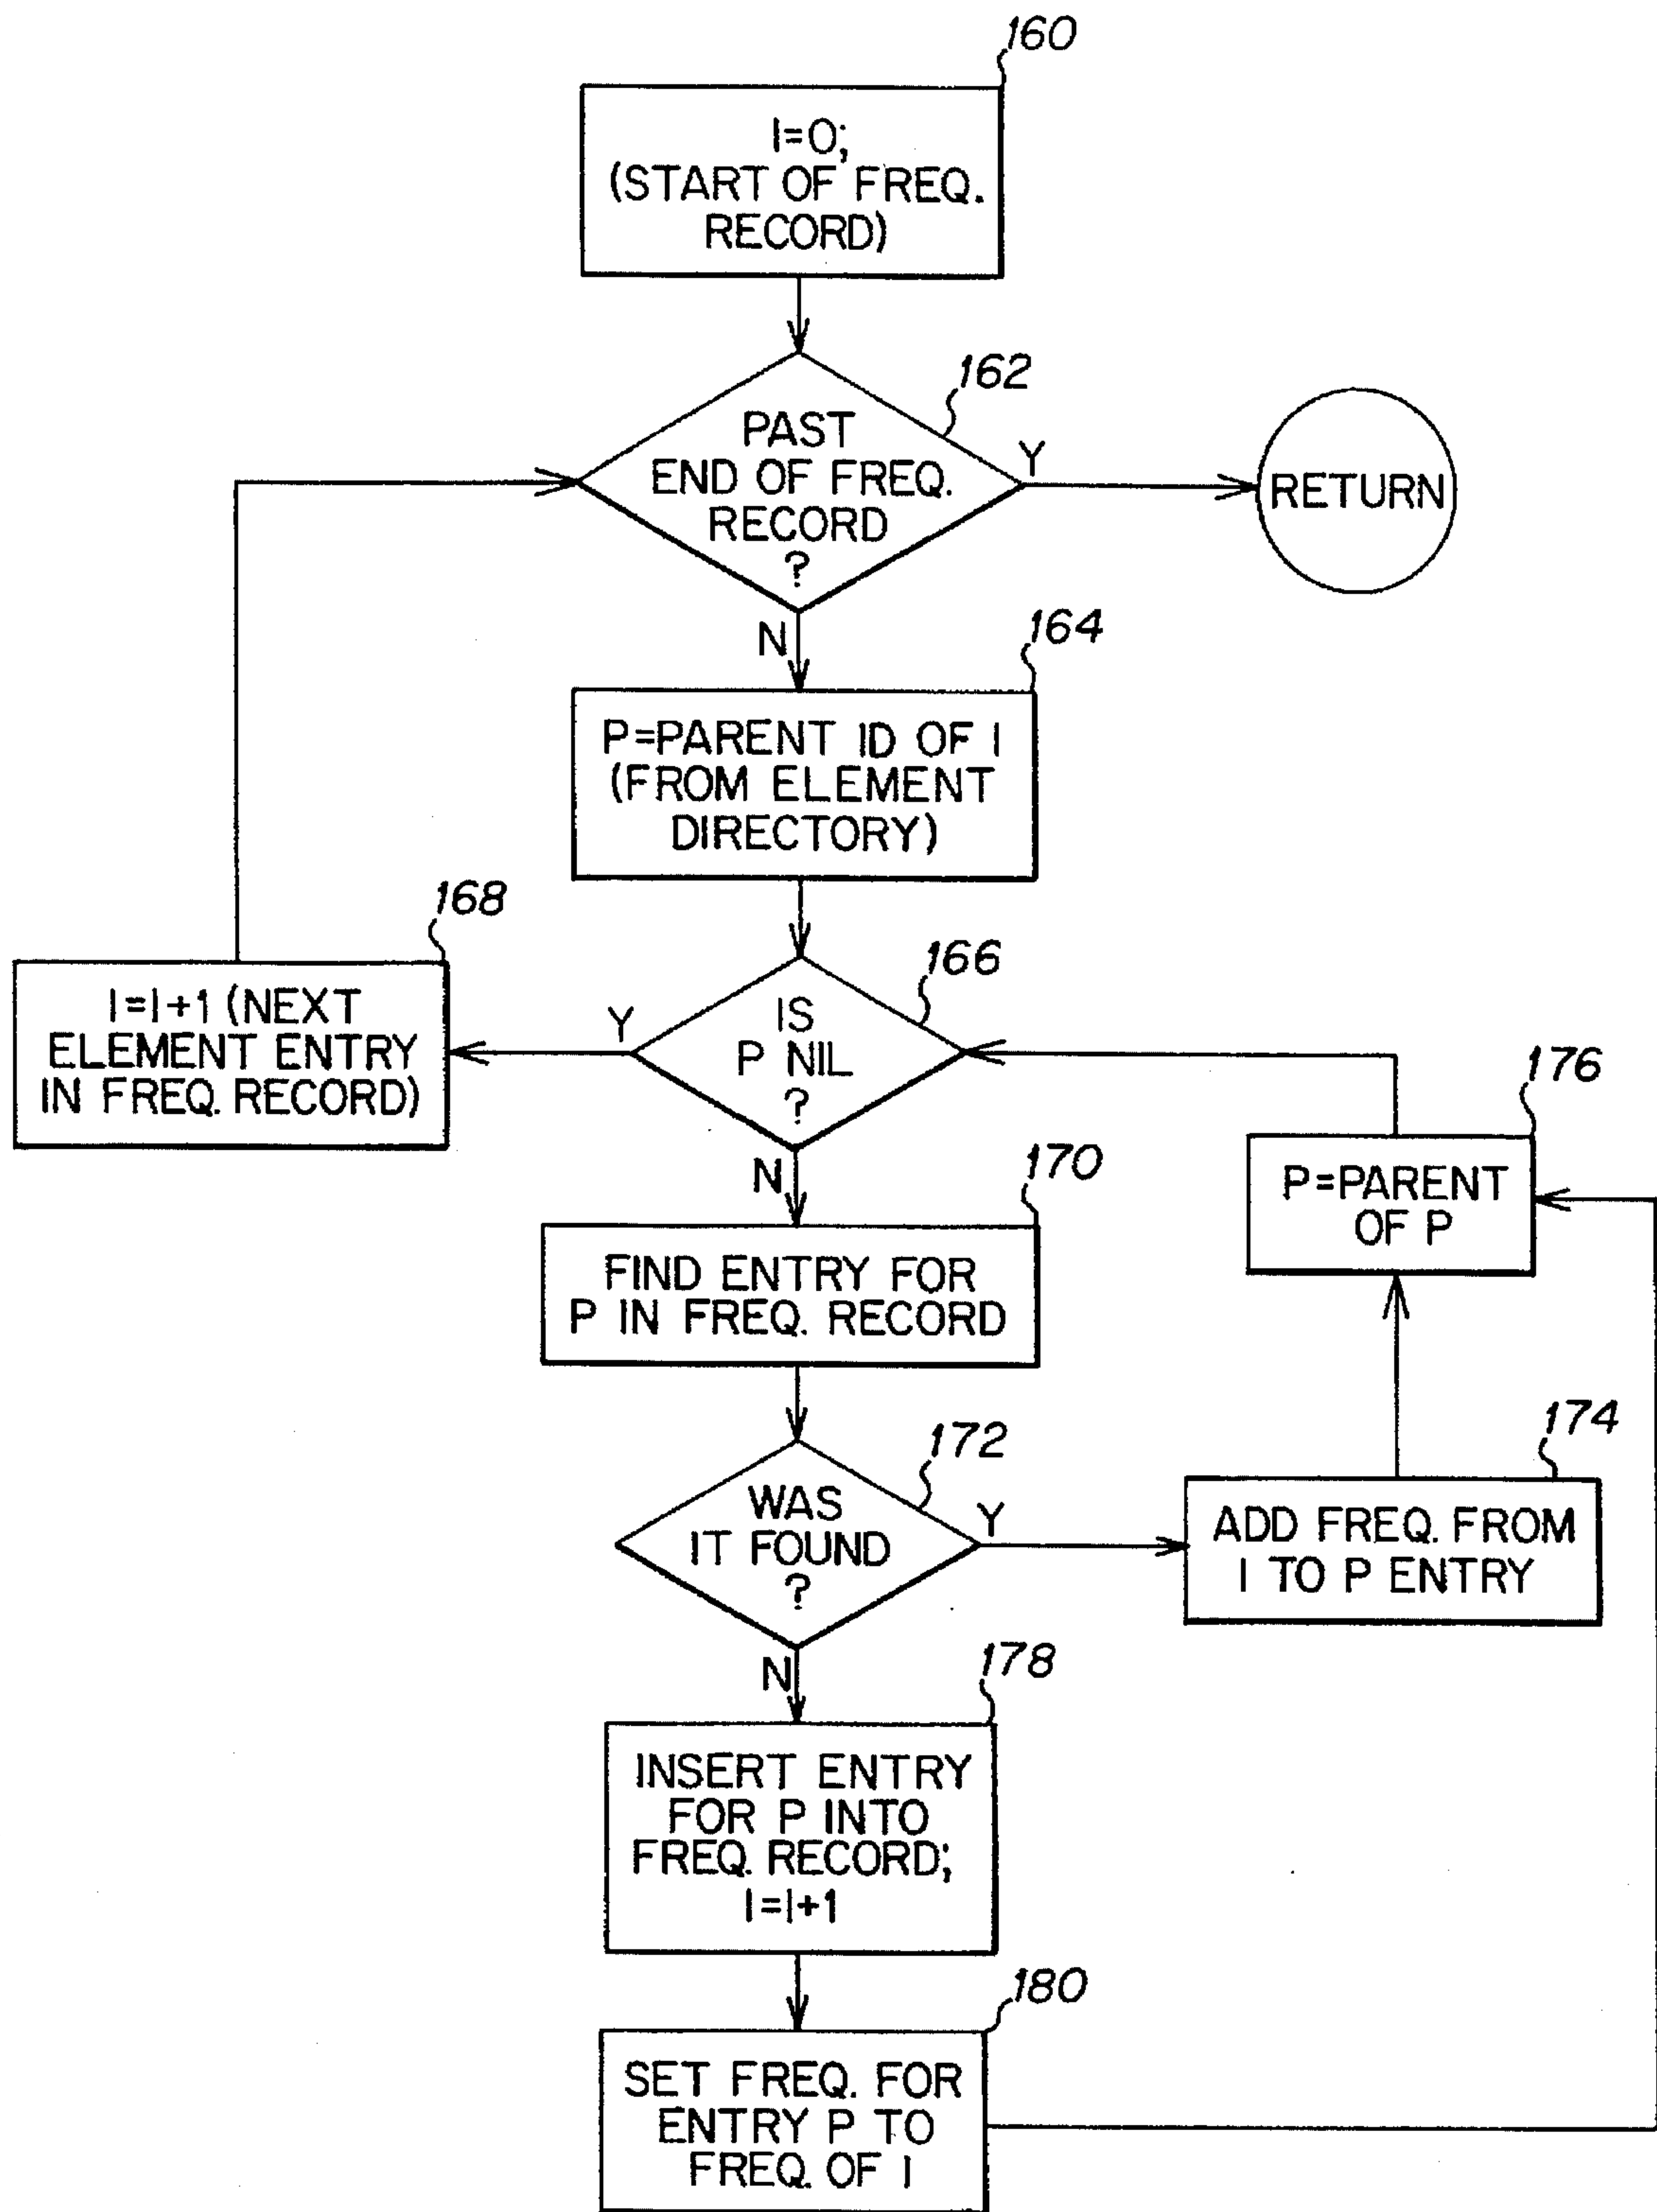 160
I=0;
(START OF FREQ.
RECORD)
162
PAST
END OF FREQ.
RECORD
?
Y
RETURN
N
164
P=PARENT ID OF I
(FROM ELEMENT
DIRECTORY)
168
I=I+1 (NEXT
ELEMENT ENTRY
IN FREQ. RECORD)
Y
166
IS
P NIL
?
N
176
P=PARENT
OF P
170
FIND ENTRY FOR
P IN FREQ. RECORD
172
WAS
IT FOUND
?
Y
174
ADD FREQ. FROM
I TO P ENTRY
N
178
INSERT ENTRY
FOR P INTO
FREQ. RECORD;
I=I+1
180
SET FREQ. FOR
ENTRY P TO
FREQ. OF I